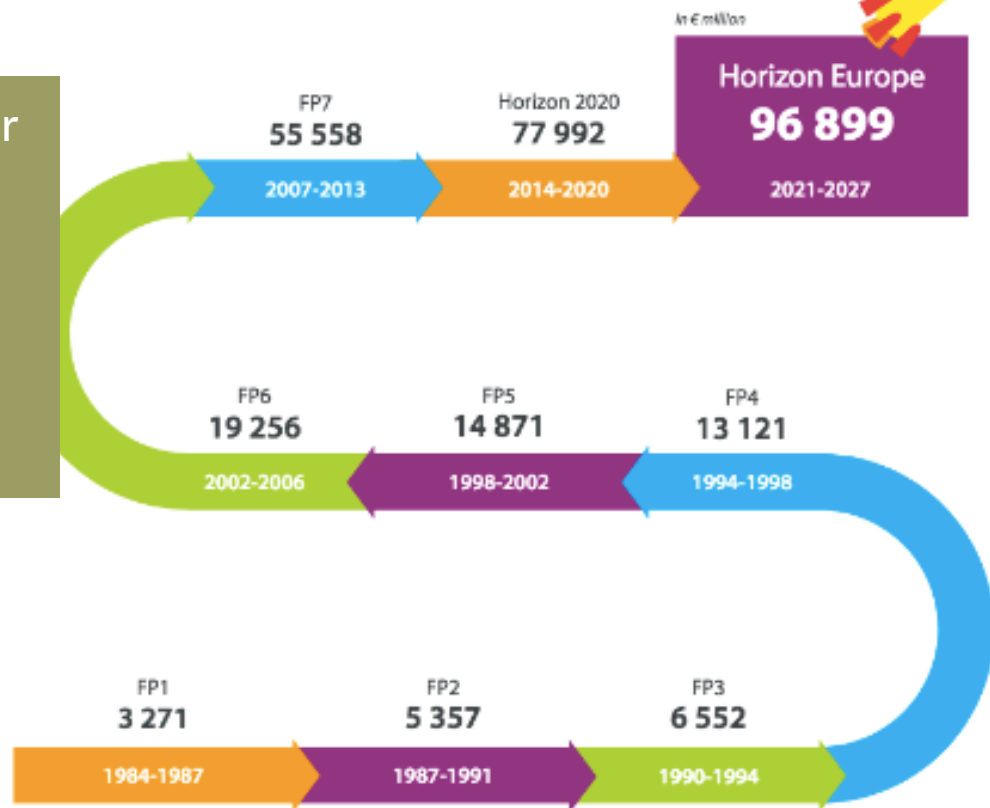 r
in € million
Horizon Europe
96 899
2021-2027
FP7
55 558
2007-2013
Horizon 2020
77 992
2014-2020
FP6
19 256
2002-2006
FP5
14 871
1998-2002
FP4
13 121
1994-1998
FP1
3 271
1984-1987
FP2
5 357
1987-1991
FP3
6 552
1990-1994